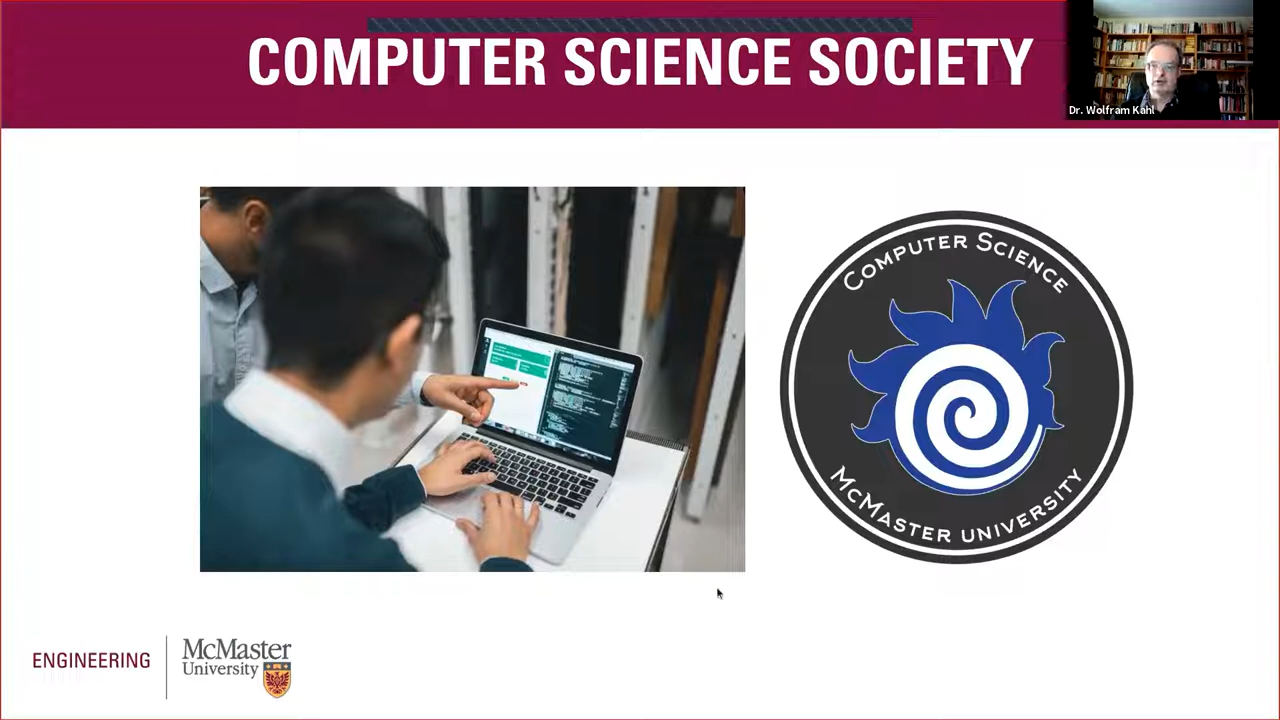 COMPUTER SCIENCE SOCIETY
Dr. Wolfram Kahl
COMPUTER SCIENCE
MCMASTER UNIVERSITY
ENGINEERING
McMaster
University